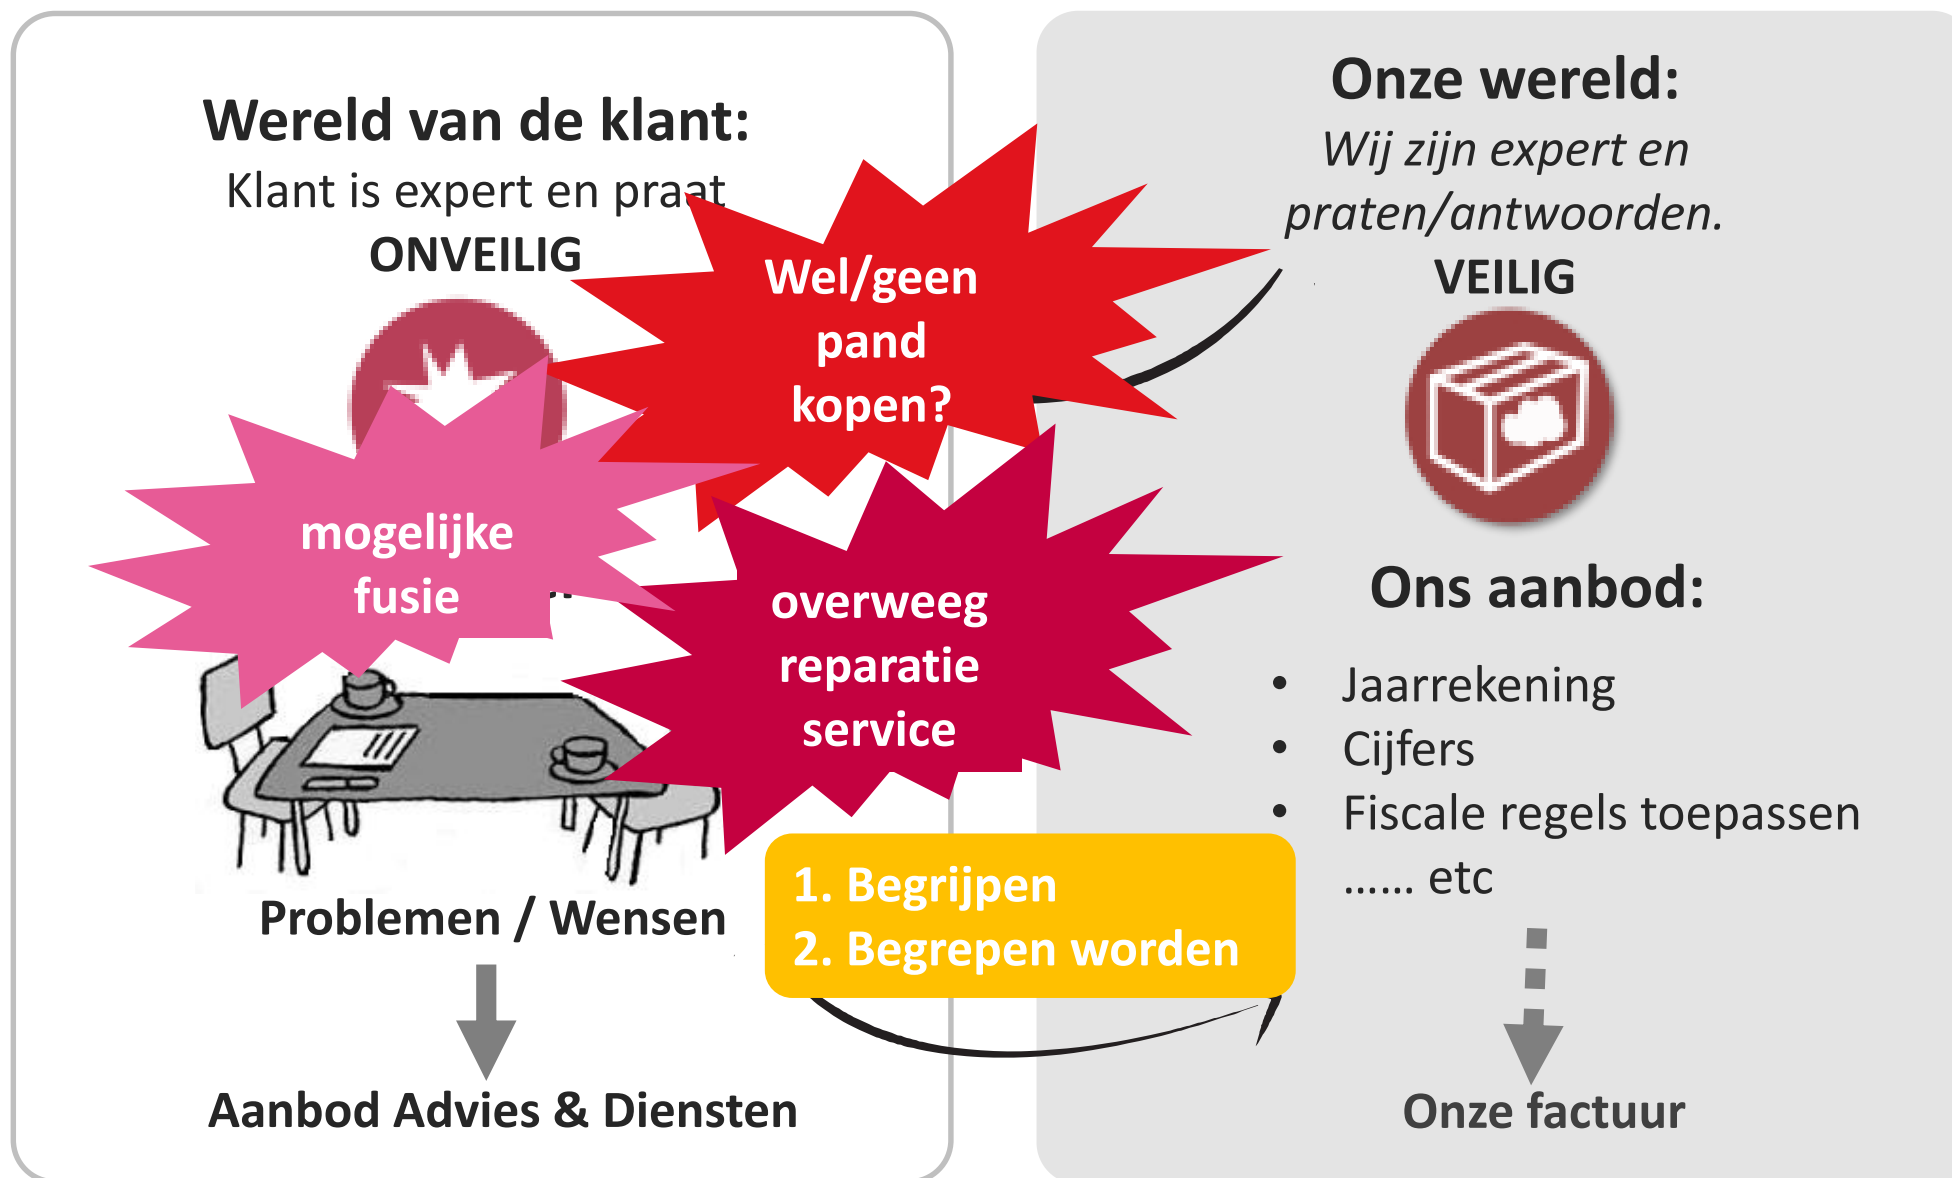 Wereld van de klant:
Klant is expert en praat
ONVEILIG
Wel/geen
pand
kopen?
mogelijke
fusie
overweeg
reparatie
service
Problemen / Wensen
Aanbod Advies & Diensten
1. Begrijpen
2. Begrepen worden
Onze wereld:
Wij zijn expert en
praten/antwoorden.
VEILIG
Ons aanbod:
• Jaarrekening
• Cijfers
• Fiscale regels toepassen
...... etc
Onze factuur